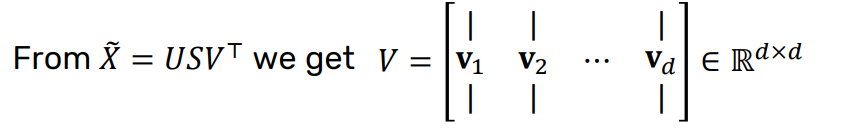 From X̃ = USV⊤ we get V = [v₁ v₂ ⋯ v_d] ∈ ℝ^{d×d}